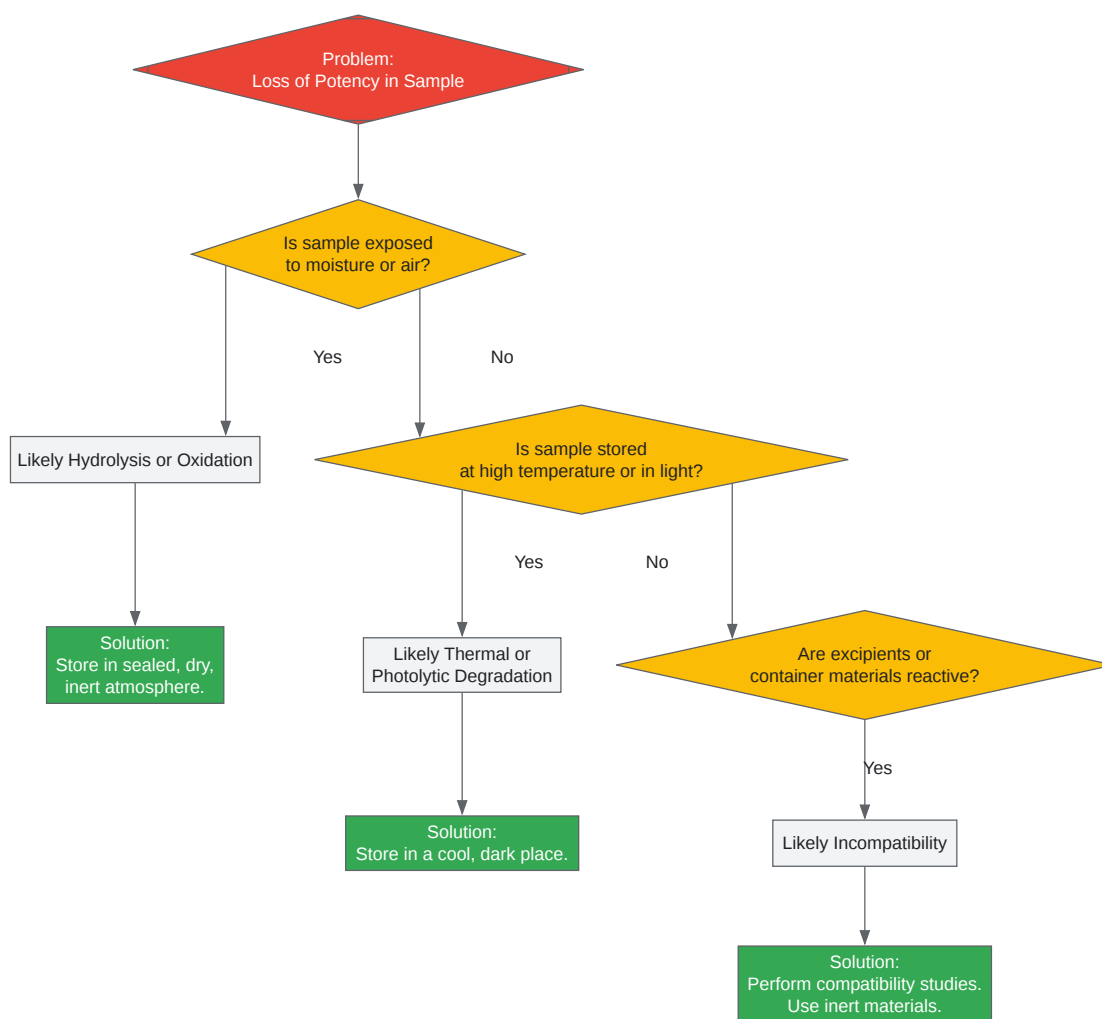 Problem:
Loss of Potency in Sample
Is sample exposed
to moisture or air?
Yes
No
Likely Hydrolysis or Oxidation
Is sample stored
at high temperature or in light?
Yes
No
Solution:
Store in sealed, dry,
inert atmosphere.
Likely Thermal or
Photolytic Degradation
Are excipients or
container materials reactive?
Yes
Solution:
Store in a cool, dark place.
Likely Incompatibility
Solution:
Perform compatibility studies.
Use inert materials.